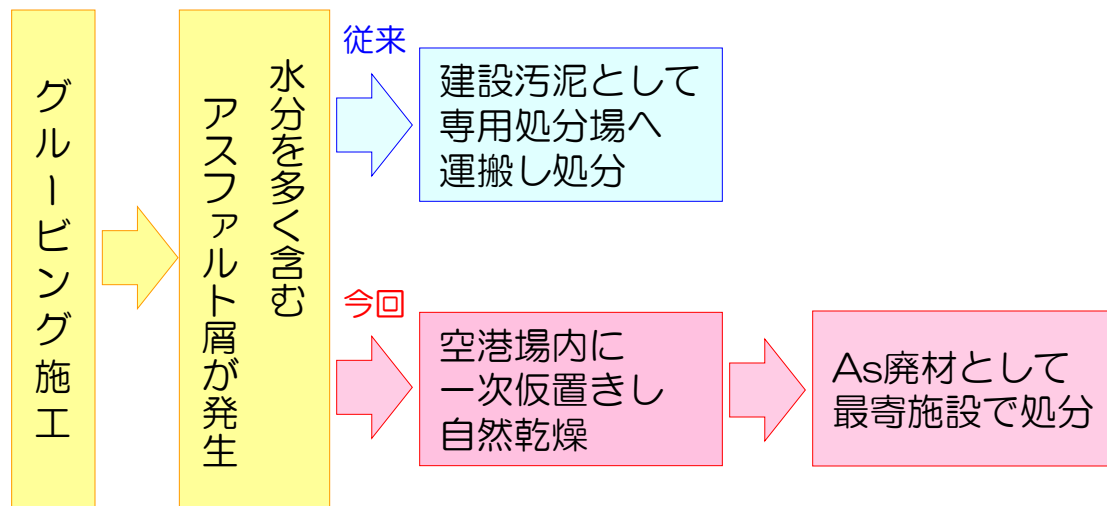 グルービング施工
水分を多く含む
アスファルト屑が発生
従来
建設汚泥として
専用処分場へ
運搬し処分
今回
空港場内に
一次仮置きし
自然乾燥
As廃材として
最寄施設で処分